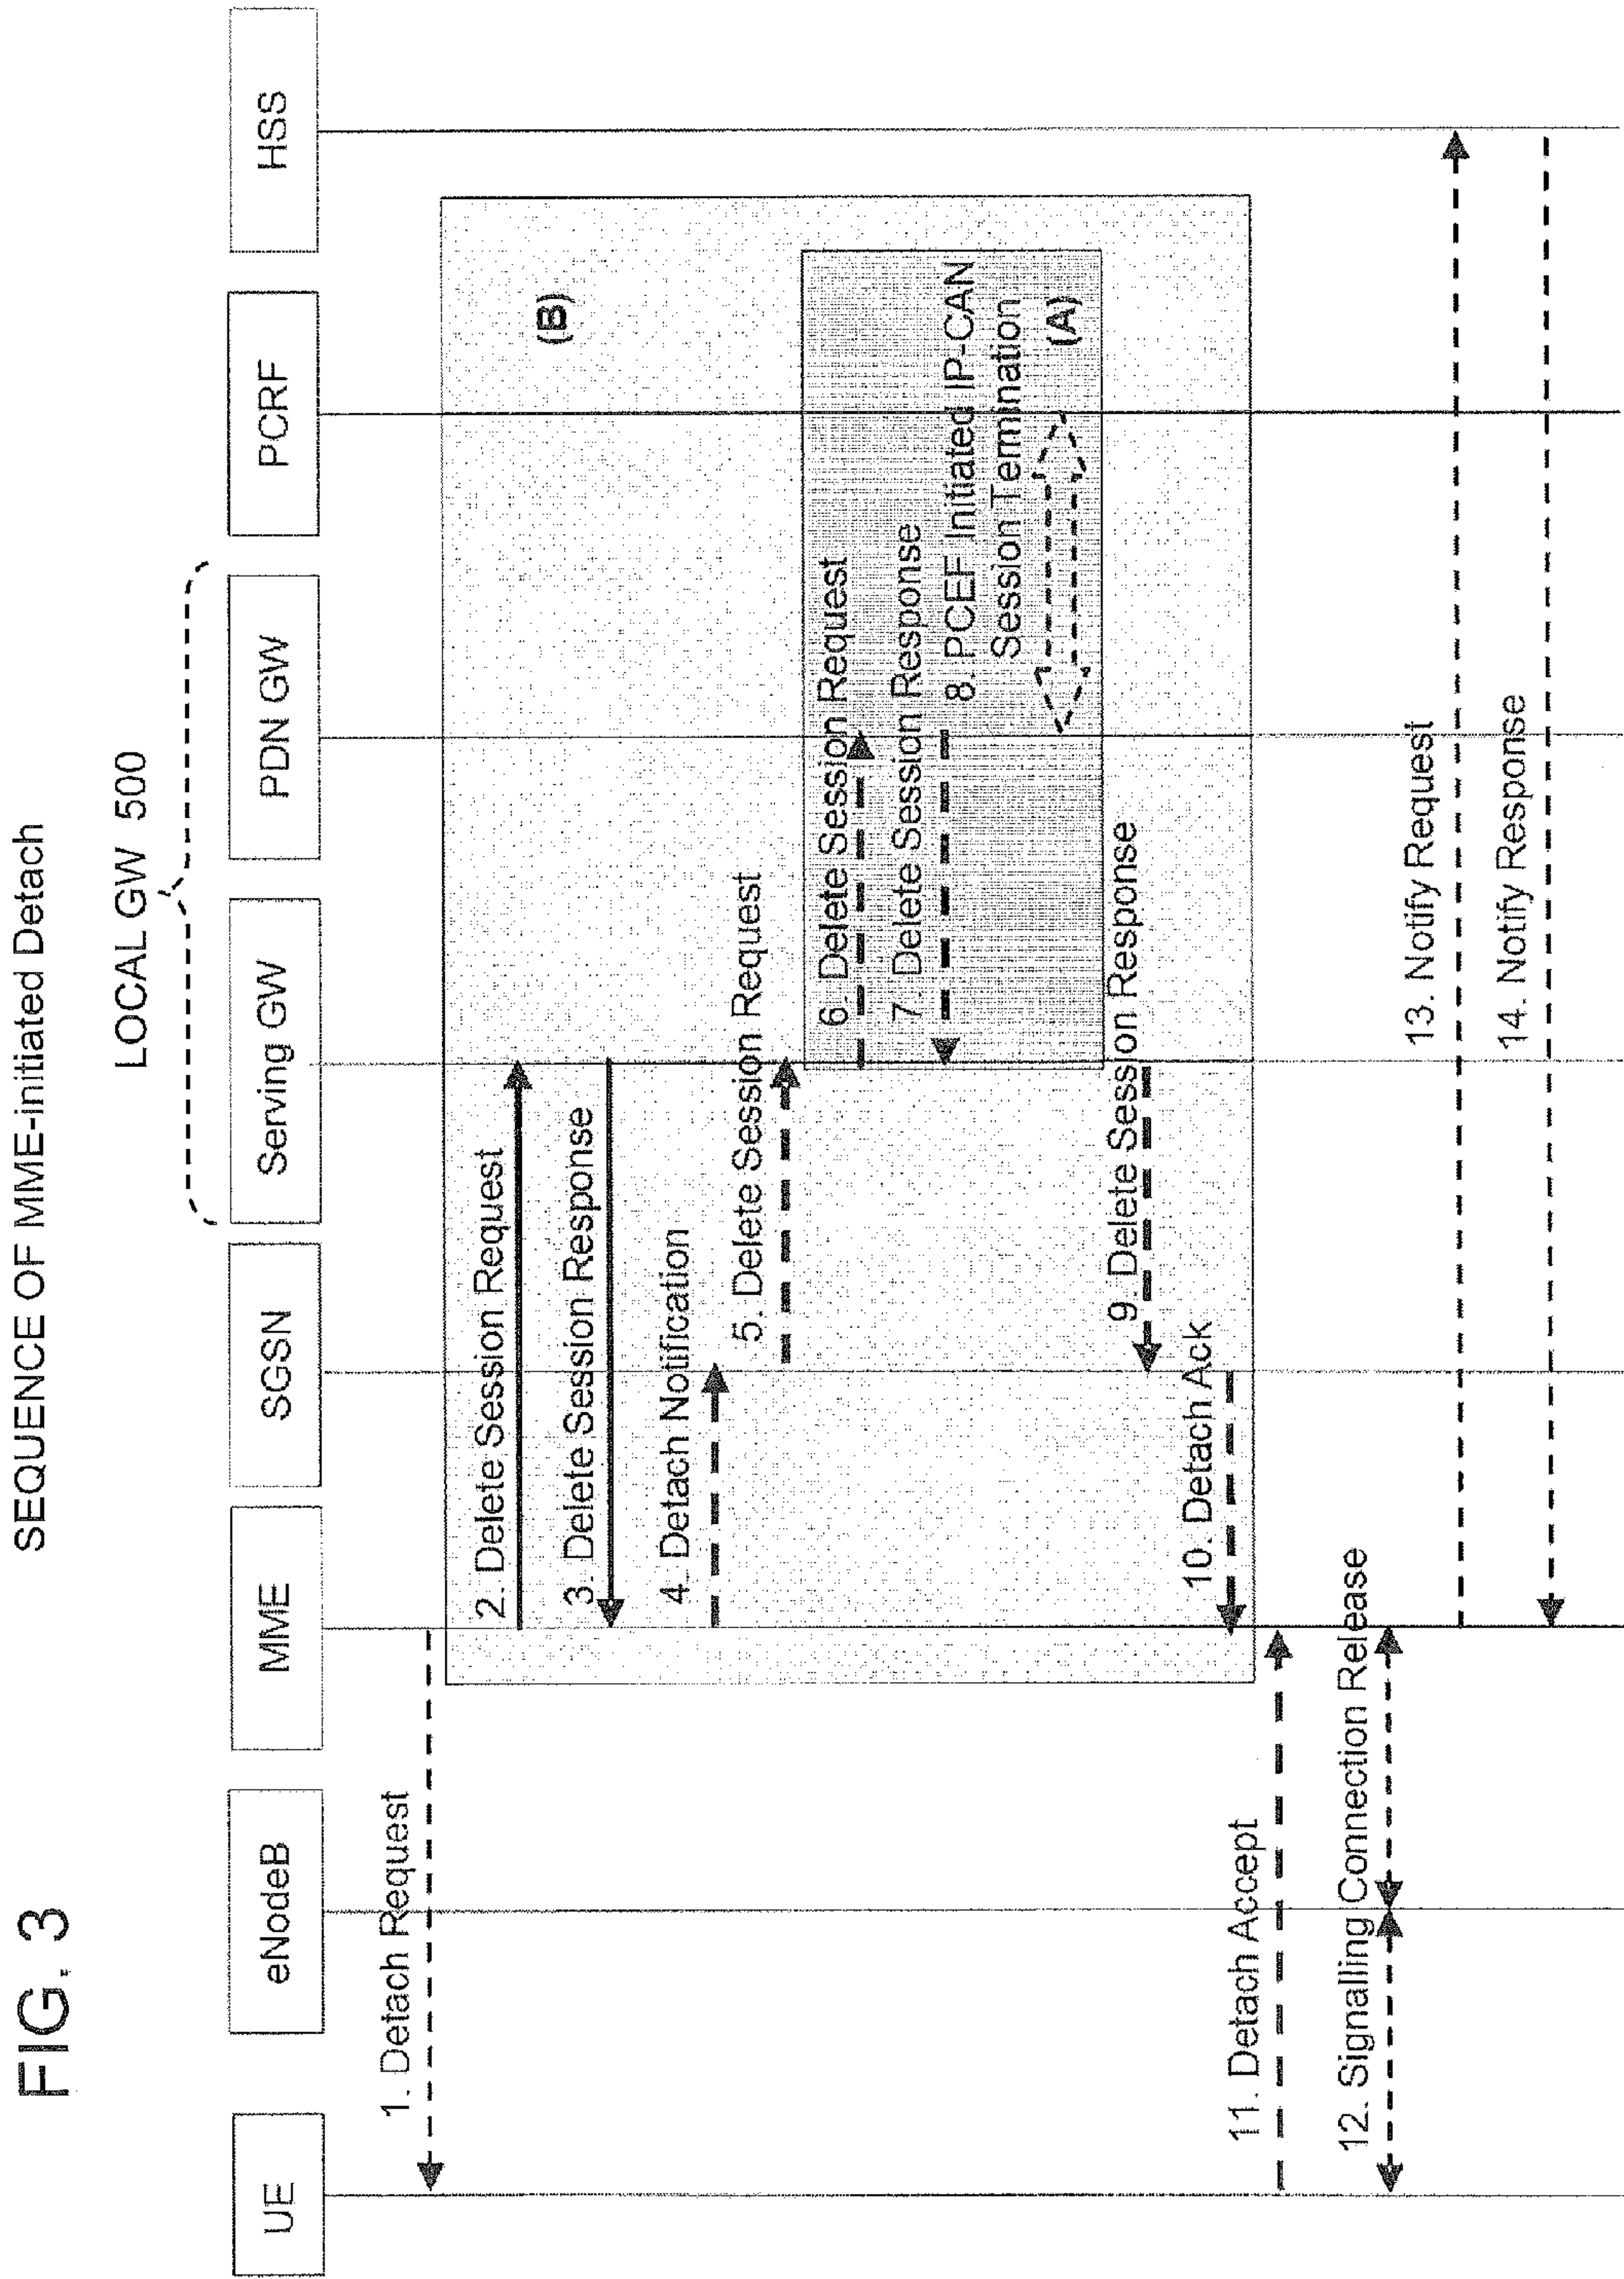 FIG. 3
SEQUENCE OF MME-initiated Detach
LOCAL GW 500
UE
eNodeB
MME
SGSN
Serving GW
PDN GW
PCRF
HSS
1. Detach Request
2. Delete Session Request
(B)
3. Delete Session Response
4. Detach Notification
5. Delete Session Request
6. Delete Session Request
7. Delete Session Response
8. PCEF Initiated IP-CAN
Session Termination
(A)
9. Delete Session Response
10. Detach Ack
11. Detach Accept
12. Signalling Connection Release
13. Notify Request
14. Notify Response